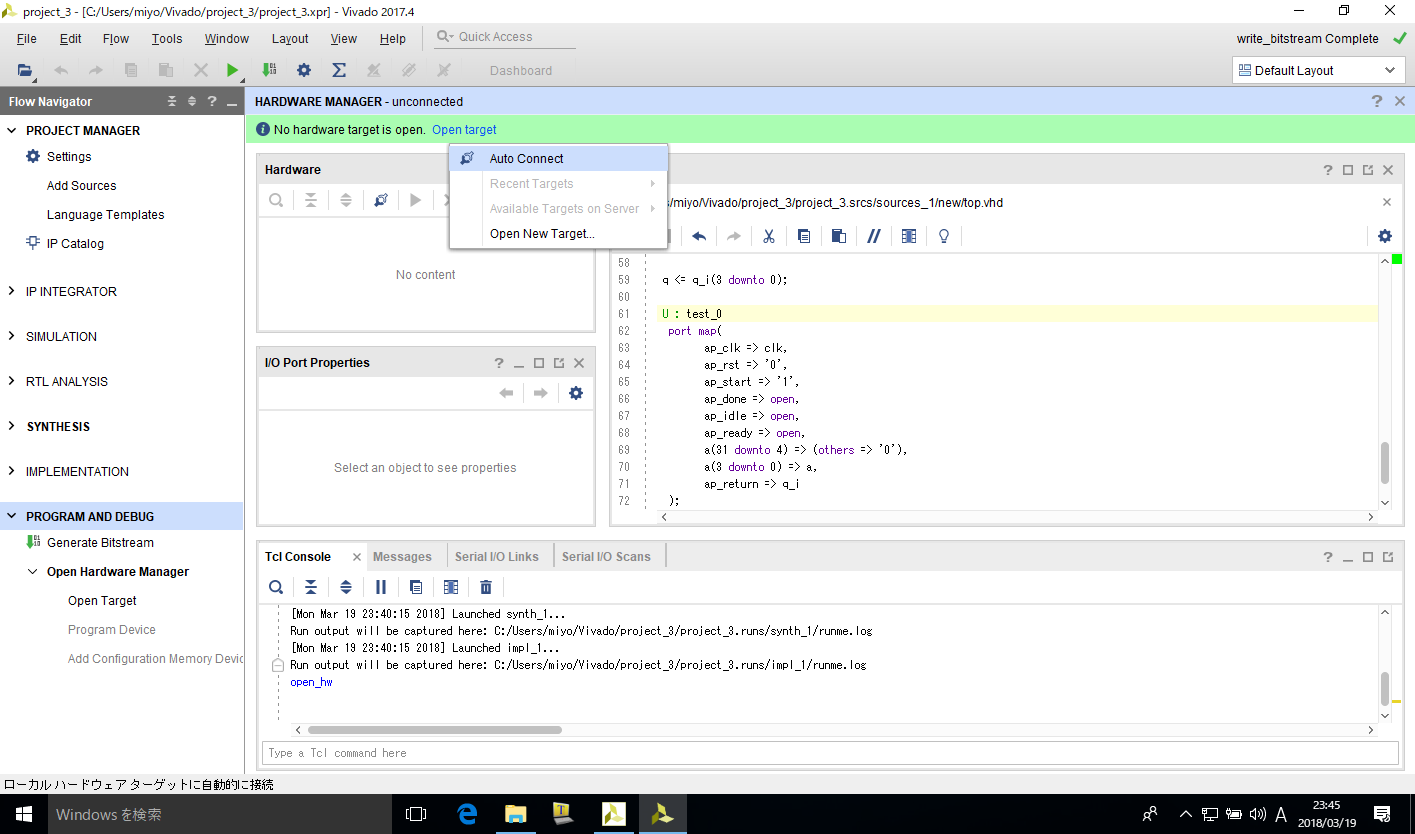 project_3 - [C:/Users/miyo/Vivado/project_3/project_3.xpr] - Vivado 2017.4
File Edit Flow Tools Window Layout View Help Quick Access
write_bitstream Complete
Dashboard
Default Layout
Flow Navigator
HARDWARE MANAGER - unconnected
No hardware target is open. Open target
PROJECT MANAGER
Settings
Add Sources
Language Templates
IP Catalog
IP INTEGRATOR
SIMULATION
RTL ANALYSIS
SYNTHESIS
IMPLEMENTATION
PROGRAM AND DEBUG
Generate Bitstream
Open Hardware Manager
Open Target
Program Device
Add Configuration Memory Devic
Hardware
No content
Auto Connect
Recent Targets
Available Targets on Server
Open New Target...
I/O Port Properties
Select an object to see properties
s/miyo/Vivado/project_3/project_3.srcs/sources_1/new/top.vhd
58
59 q <= q_i(3 downto 0);
60
61 U : test_0
62 port map(
63 ap_clk => clk,
64 ap_rst => '0',
65 ap_start => '1',
66 ap_done => open,
67 ap_idle => open,
68 ap_ready => open,
69 a(31 downto 4) => (others => '0'),
70 a(3 downto 0) => a,
71 ap_return => q_i
72 );
Tcl Console Messages Serial I/O Links Serial I/O Scans
[Mon Mar 19 23:40:15 2018] Launched synth_1...
Run output will be captured here: C:/Users/miyo/Vivado/project_3/project_3.runs/synth_1/runme.log
[Mon Mar 19 23:40:15 2018] Launched impl_1...
Run output will be captured here: C:/Users/miyo/Vivado/project_3/project_3.runs/impl_1/runme.log
open_hw
Type a Tcl command here
ローカル ハードウェア ターゲットに自動的に接続
Windows を検索
A
23:45
2018/03/19